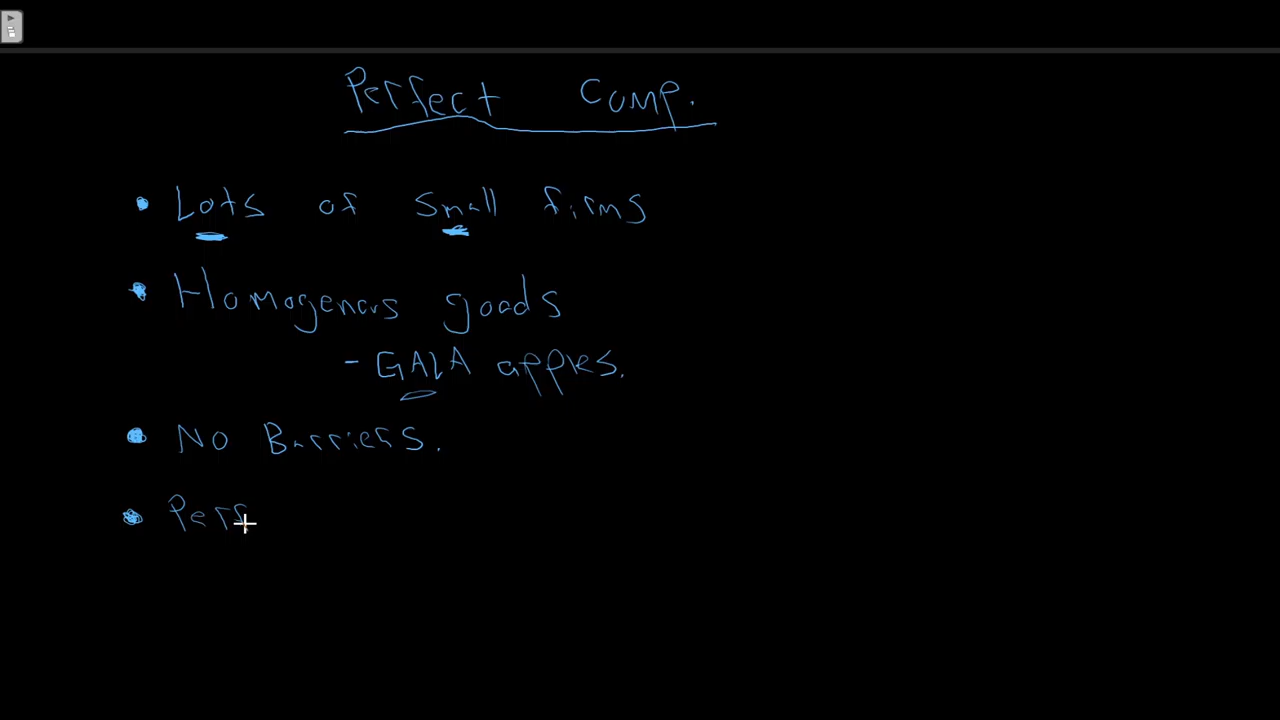 Perfect Comp.
• Lots of small firms
• Homogenous goods
- GALA apples.
• No Barriers.
• Perf